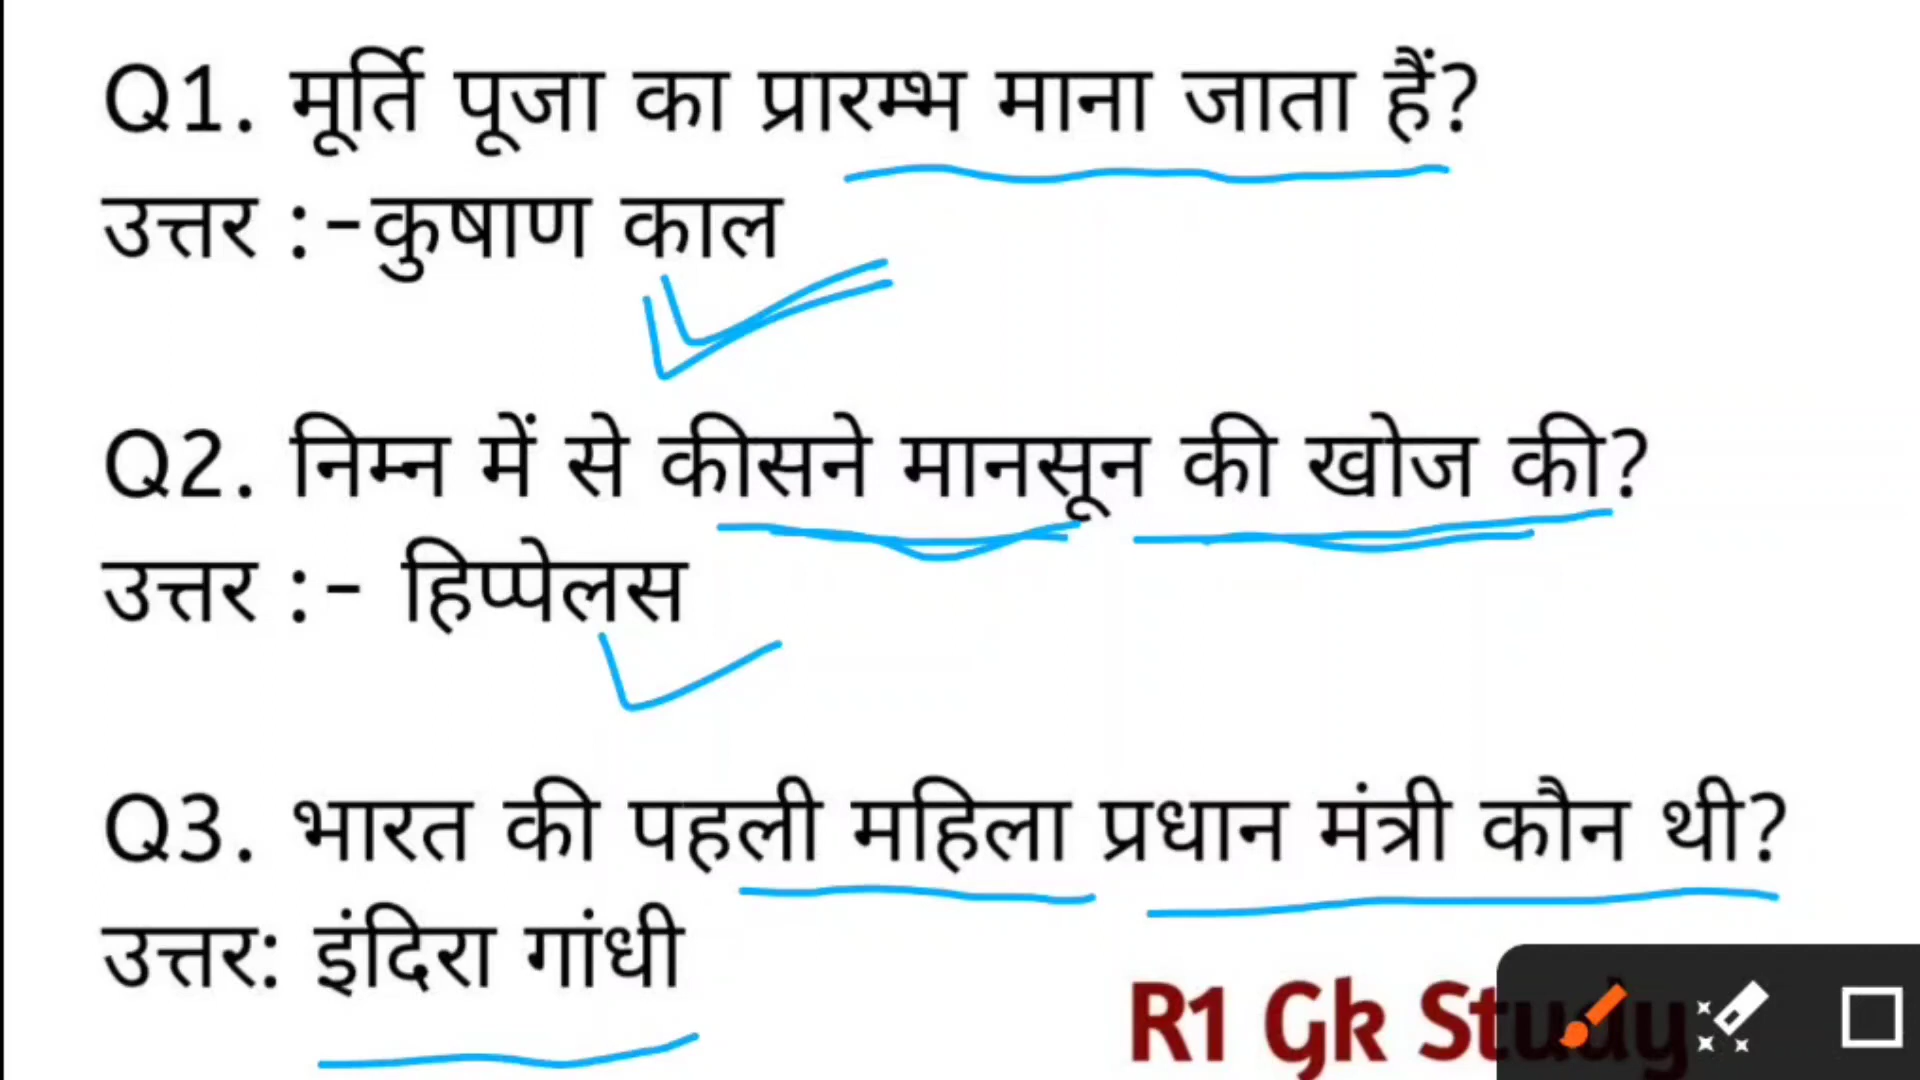 Q1. मूर्ति पूजा का प्रारम्भ माना जाता हैं?
उत्तर :-कुषाण काल
Q2. निम्न में से कीसने मानसून की खोज की?
उत्तर :- हिप्पेलस
Q3. भारत की पहली महिला प्रधान मंत्री कौन थी?
उत्तर: इंदिरा गांधी
R1 Gk Study